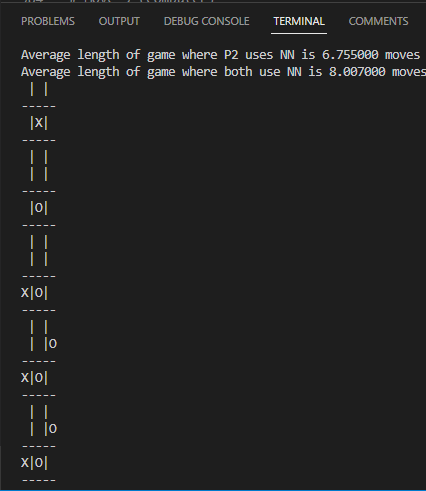 PROBLEMS OUTPUT DEBUG CONSOLE TERMINAL COMMENTS
Average length of game where P2 uses NN is 6.755000 moves
Average length of game where both use NN is 8.007000 moves
 | |
-----
 |X|
-----
 | |
 | |
-----
 |O|
-----
 | |
 | |
-----
X|O|
-----
 | |
 | |O
-----
X|O|
-----
 | |
 | |O
-----
X|O|
-----